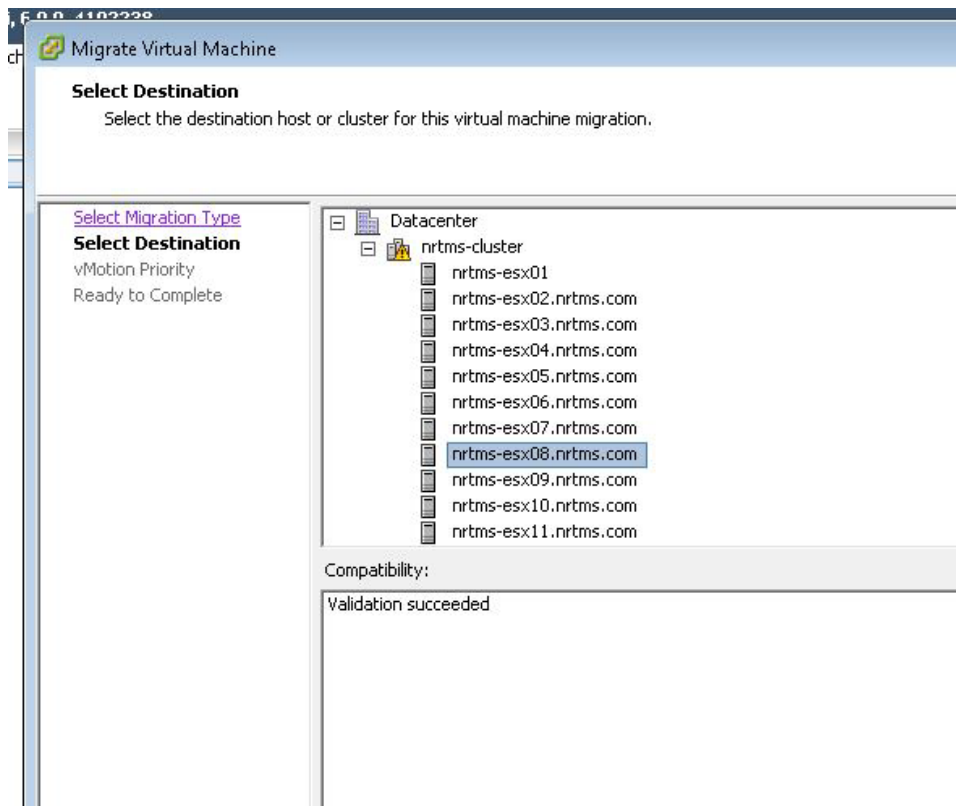 Migrate Virtual Machine
Select Destination
Select the destination host or cluster for this virtual machine migration.
Select Migration Type
Select Destination
vMotion Priority
Ready to Complete
Datacenter
nrtms-cluster
nrtms-esx01
nrtms-esx02.nrtms.com
nrtms-esx03.nrtms.com
nrtms-esx04.nrtms.com
nrtms-esx05.nrtms.com
nrtms-esx06.nrtms.com
nrtms-esx07.nrtms.com
nrtms-esx08.nrtms.com
nrtms-esx09.nrtms.com
nrtms-esx10.nrtms.com
nrtms-esx11.nrtms.com
Compatibility:
Validation succeeded